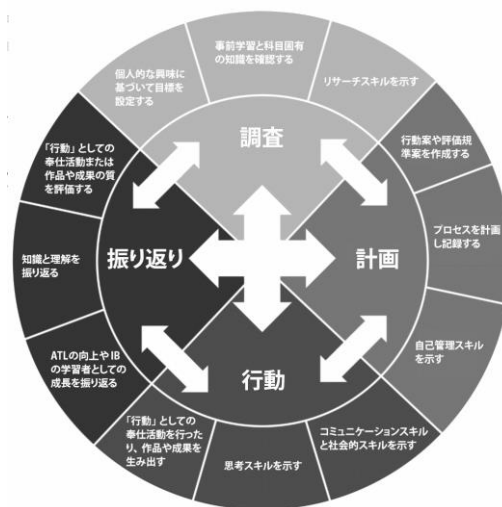 調査
個人的な興味に
基づいて目標を
設定する
事前学習と科目固有
の知識を確認する
リサーチスキルを示す
計画
行動案や評価規
準案を作成する
プロセスを計画
し記録する
自己管理スキル
を示す
行動
コミュニケーションスキル
と社会的スキルを示す
思考スキルを示す
「行動」としての
奉仕活動を行った
り、作品や成果を
生み出す
振り返り
ATLの向上やIB
の学習者としての
成長を振り返る
知識と理解を
振り返る
「行動」としての
奉仕活動または
作品や成果の質
を評価する